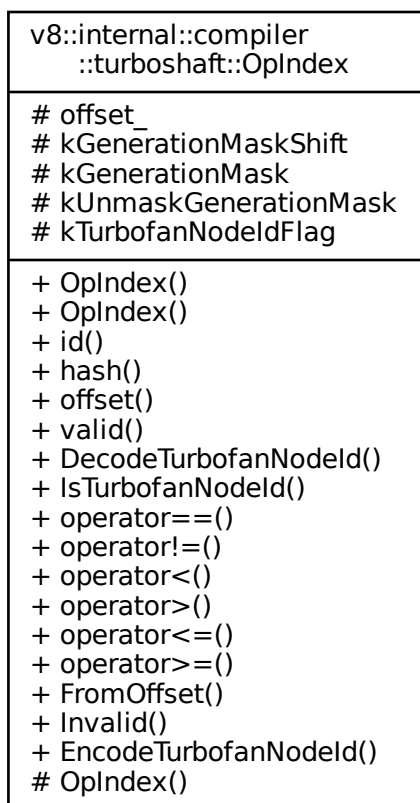 v8::internal::compiler
::turboshaft::OpIndex
# offset_
# kGenerationMaskShift
# kGenerationMask
# kUnmaskGenerationMask
# kTurbofanNodeIdFlag
+ OpIndex()
+ OpIndex()
+ id()
+ hash()
+ offset()
+ valid()
+ DecodeTurbofanNodeId()
+ IsTurbofanNodeId()
+ operator==()
+ operator!=()
+ operator<()
+ operator>()
+ operator<=()
+ operator>=()
+ FromOffset()
+ Invalid()
+ EncodeTurbofanNodeId()
# OpIndex()